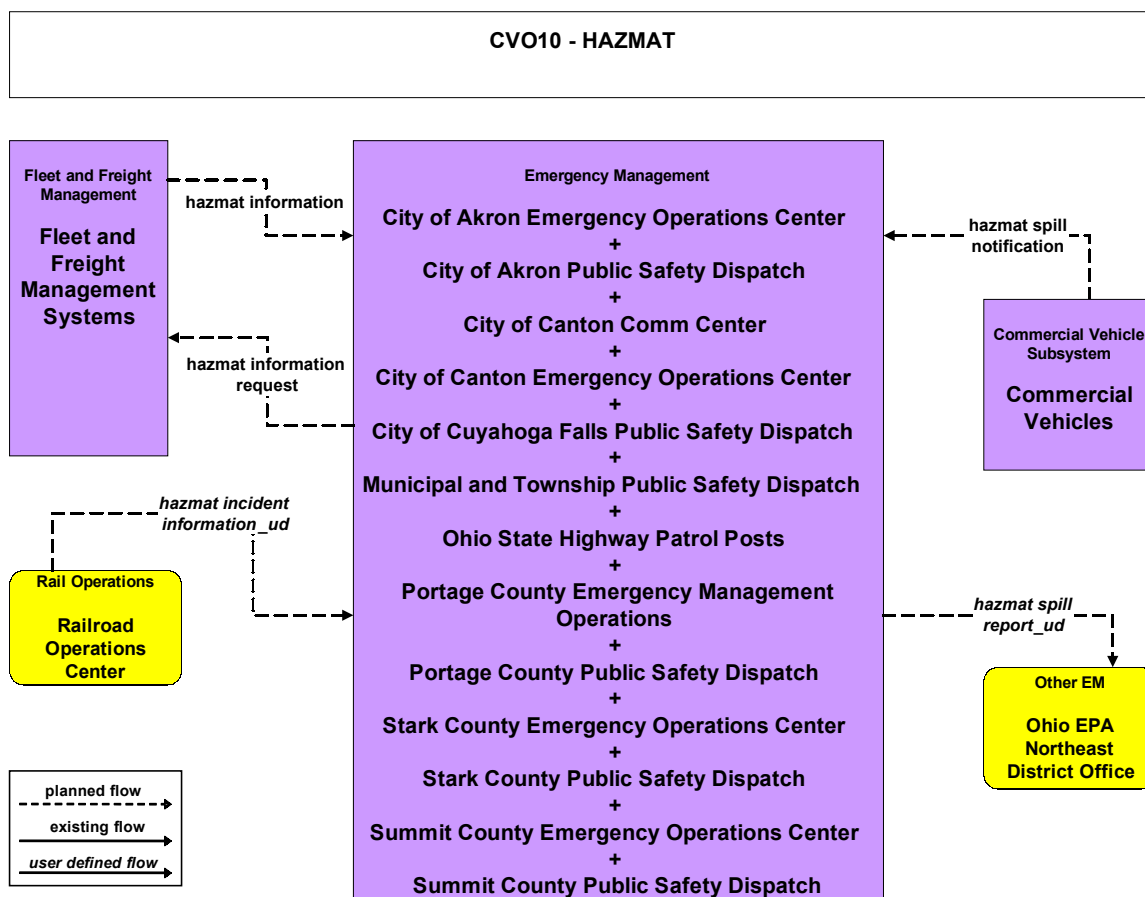 CVO10 - HAZMAT
Fleet and Freight
Management
Fleet and
Freight
Management
Systems
hazmat information
hazmat information
request
hazmat incident
information_ud
Rail Operations
Railroad
Operations
Center
planned flow
existing flow
user defined flow
Emergency Management
City of Akron Emergency Operations Center
+
City of Akron Public Safety Dispatch
+
City of Canton Comm Center
+
City of Canton Emergency Operations Center
+
City of Cuyahoga Falls Public Safety Dispatch
+
Municipal and Township Public Safety Dispatch
+
Ohio State Highway Patrol Posts
+
Portage County Emergency Management
Operations
+
Portage County Public Safety Dispatch
+
Stark County Emergency Operations Center
+
Stark County Public Safety Dispatch
+
Summit County Emergency Operations Center
+
Summit County Public Safety Dispatch
hazmat spill
notification
Commercial Vehicle
Subsystem
Commercial
Vehicles
hazmat spill
report_ud
Other EM
Ohio EPA
Northeast
District Office